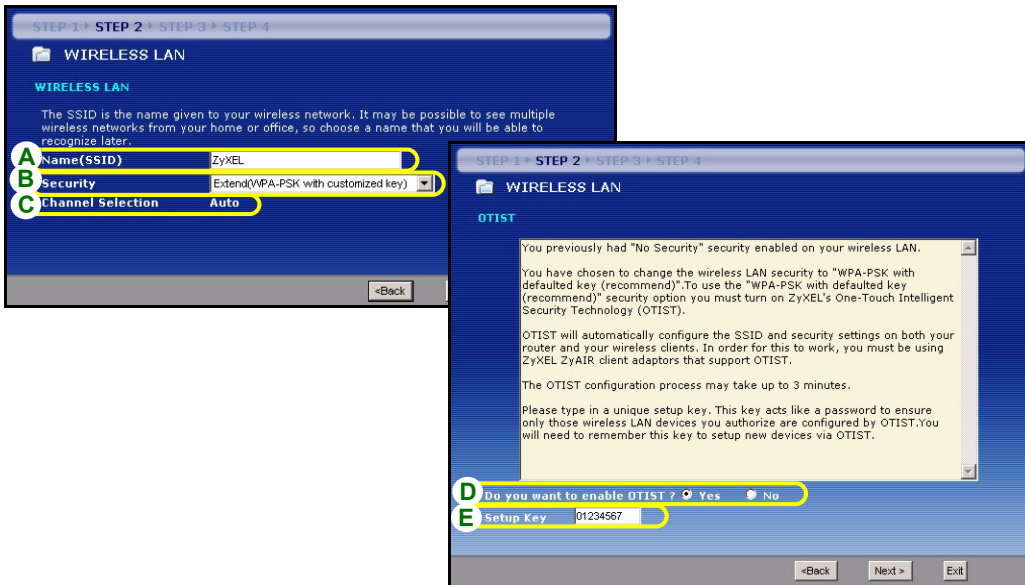 STEP 1 › STEP 2 › STEP 3 › STEP 4
WIRELESS LAN
WIRELESS LAN
The SSID is the name given to your wireless network. It may be possible to see multiple
wireless networks from your home or office, so choose a name that you will be able to
recognize later.
A Name(SSID) ZyXEL
B Security Extend(WPA-PSK with customized key)
C Channel Selection Auto
<Back
STEP 1 › STEP 2 › STEP 3 › STEP 4
WIRELESS LAN
OTIST
You previously had "No Security" security enabled on your wireless LAN.
You have chosen to change the wireless LAN security to "WPA-PSK with
defaulted key (recommend)".To use the "WPA-PSK with defaulted key
(recommend)" security option you must turn on ZyXEL's One-Touch Intelligent
Security Technology (OTIST).
OTIST will automatically configure the SSID and security settings on both your
router and your wireless clients. In order for this to work, you must be using
ZyXEL ZyAIR client adaptors that support OTIST.
The OTIST configuration process may take up to 3 minutes.
Please type in a unique setup key. This key acts like a password to ensure
only those wireless LAN devices you authorize are configured by OTIST.You
will need to remember this key to setup new devices via OTIST.
D Do you want to enable OTIST ? Yes No
E Setup Key 01234567
<Back Next > Exit